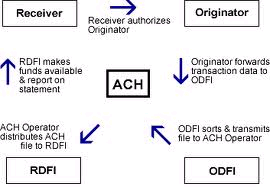 Receiver
Originator
Receiver authorizes
Originator
RDFI makes
funds available
& report on
statement
ACH
Originator forwards
transaction data to
ODFI
ACH Operator
distributes ACH
file to RDFI
ODFI sorts & transmits
file to ACH Operator
RDFI
ODFI